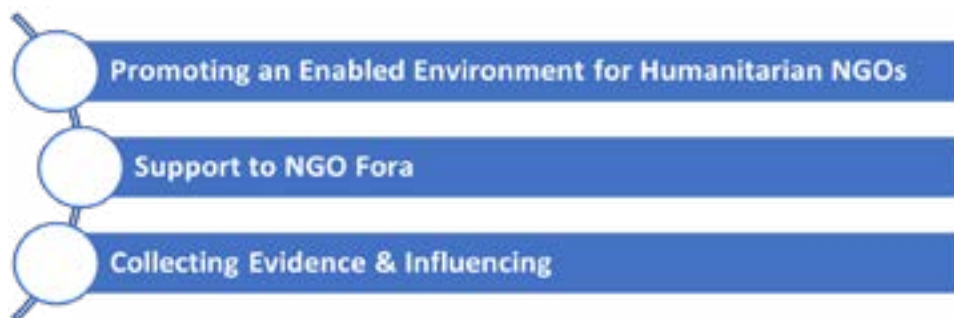 Promoting an Enabled Environment for Humanitarian NGOs
Support to NGO Fora
Collecting Evidence & Influencing